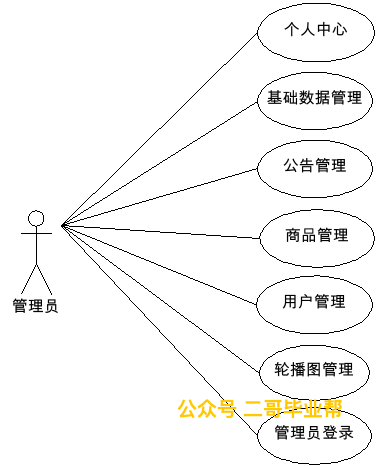 个人中心
基础数据管理
公告管理
商品管理
管理员
用户管理
轮播图管理
公众号 二哥毕业帮
管理员登录